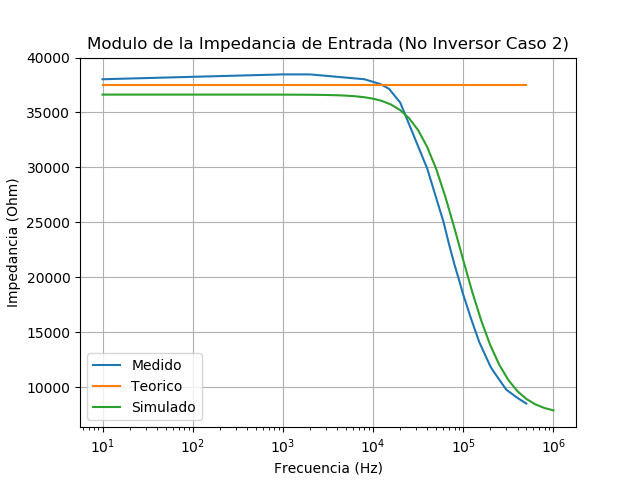 Modulo de la Impedancia de Entrada (No Inversor Caso 2)
Impedancia (Ohm)
40000
35000
30000
25000
20000
15000
10000
Medido
Teorico
Simulado
10¹ 10² 10³ 10⁴ 10⁵ 10⁶
Frecuencia (Hz)